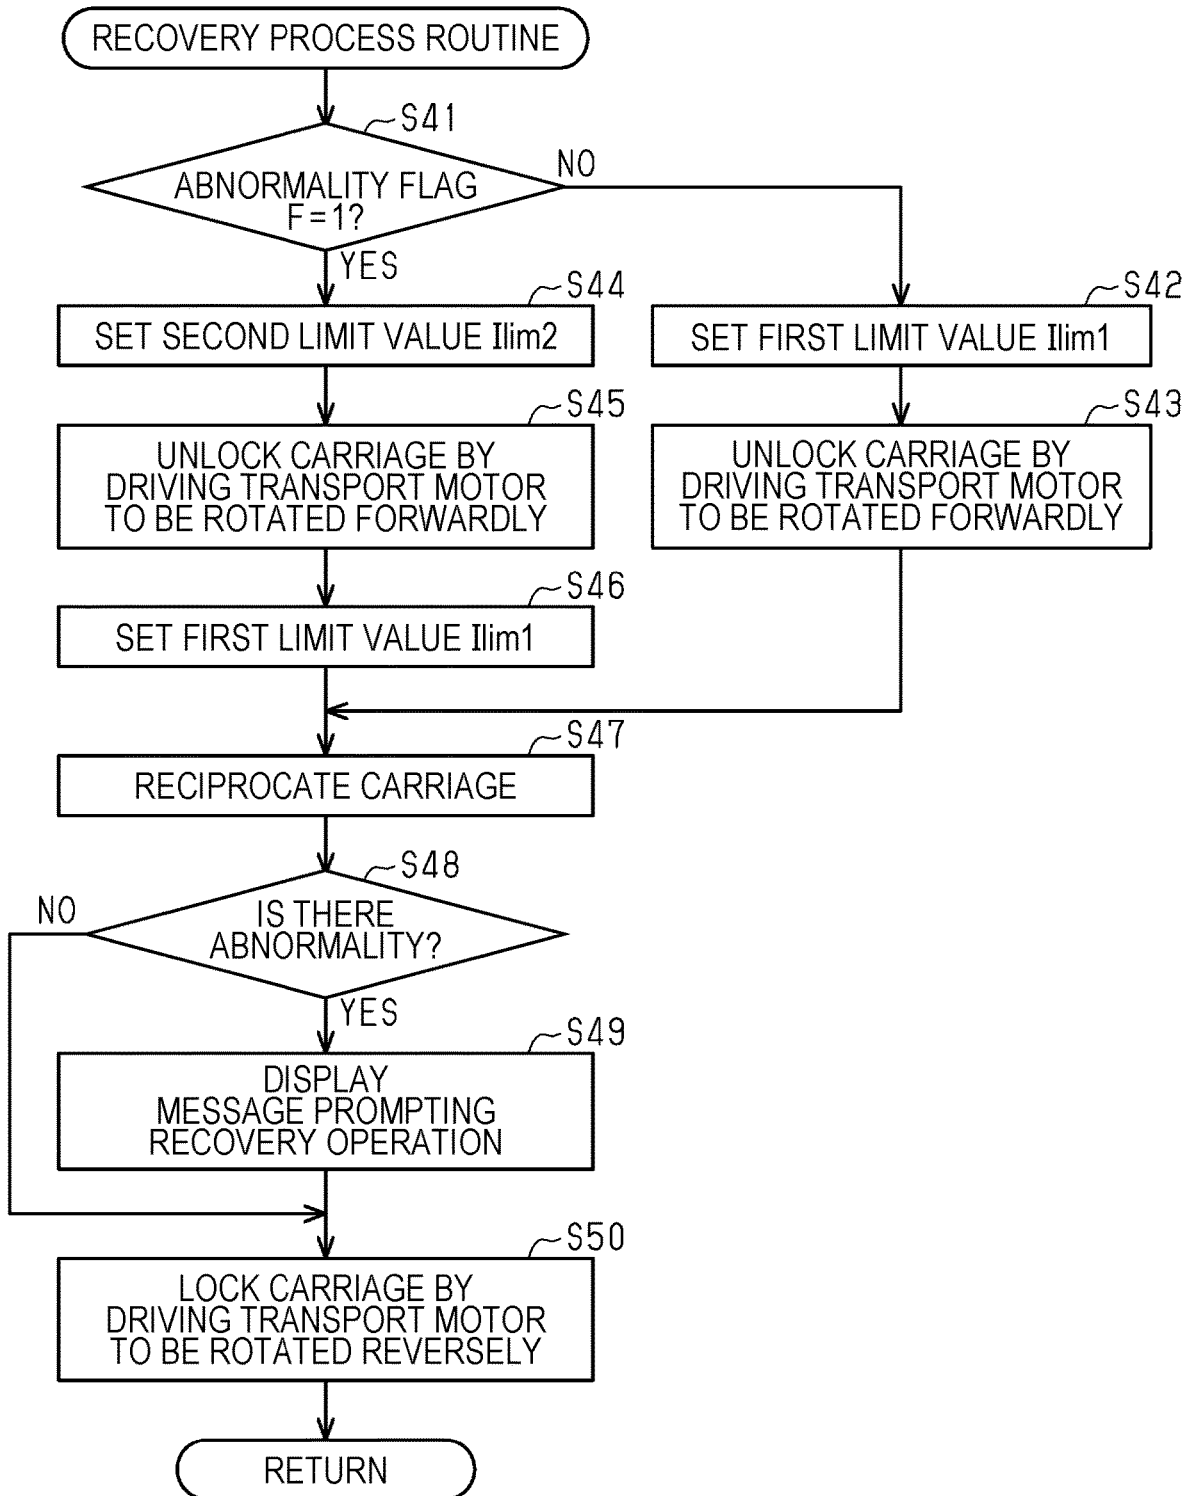 RECOVERY PROCESS ROUTINE
S41
ABNORMALITY FLAG
F=1?
NO
YES
S44
SET SECOND LIMIT VALUE Ilim2
S42
SET FIRST LIMIT VALUE Ilim1
S45
UNLOCK CARRIAGE BY
DRIVING TRANSPORT MOTOR
TO BE ROTATED FORWARDLY
S43
UNLOCK CARRIAGE BY
DRIVING TRANSPORT MOTOR
TO BE ROTATED FORWARDLY
S46
SET FIRST LIMIT VALUE Ilim1
S47
RECIPROCATE CARRIAGE
S48
IS THERE
ABNORMALITY?
NO
YES
S49
DISPLAY
MESSAGE PROMPTING
RECOVERY OPERATION
S50
LOCK CARRIAGE BY
DRIVING TRANSPORT MOTOR
TO BE ROTATED REVERSELY
RETURN